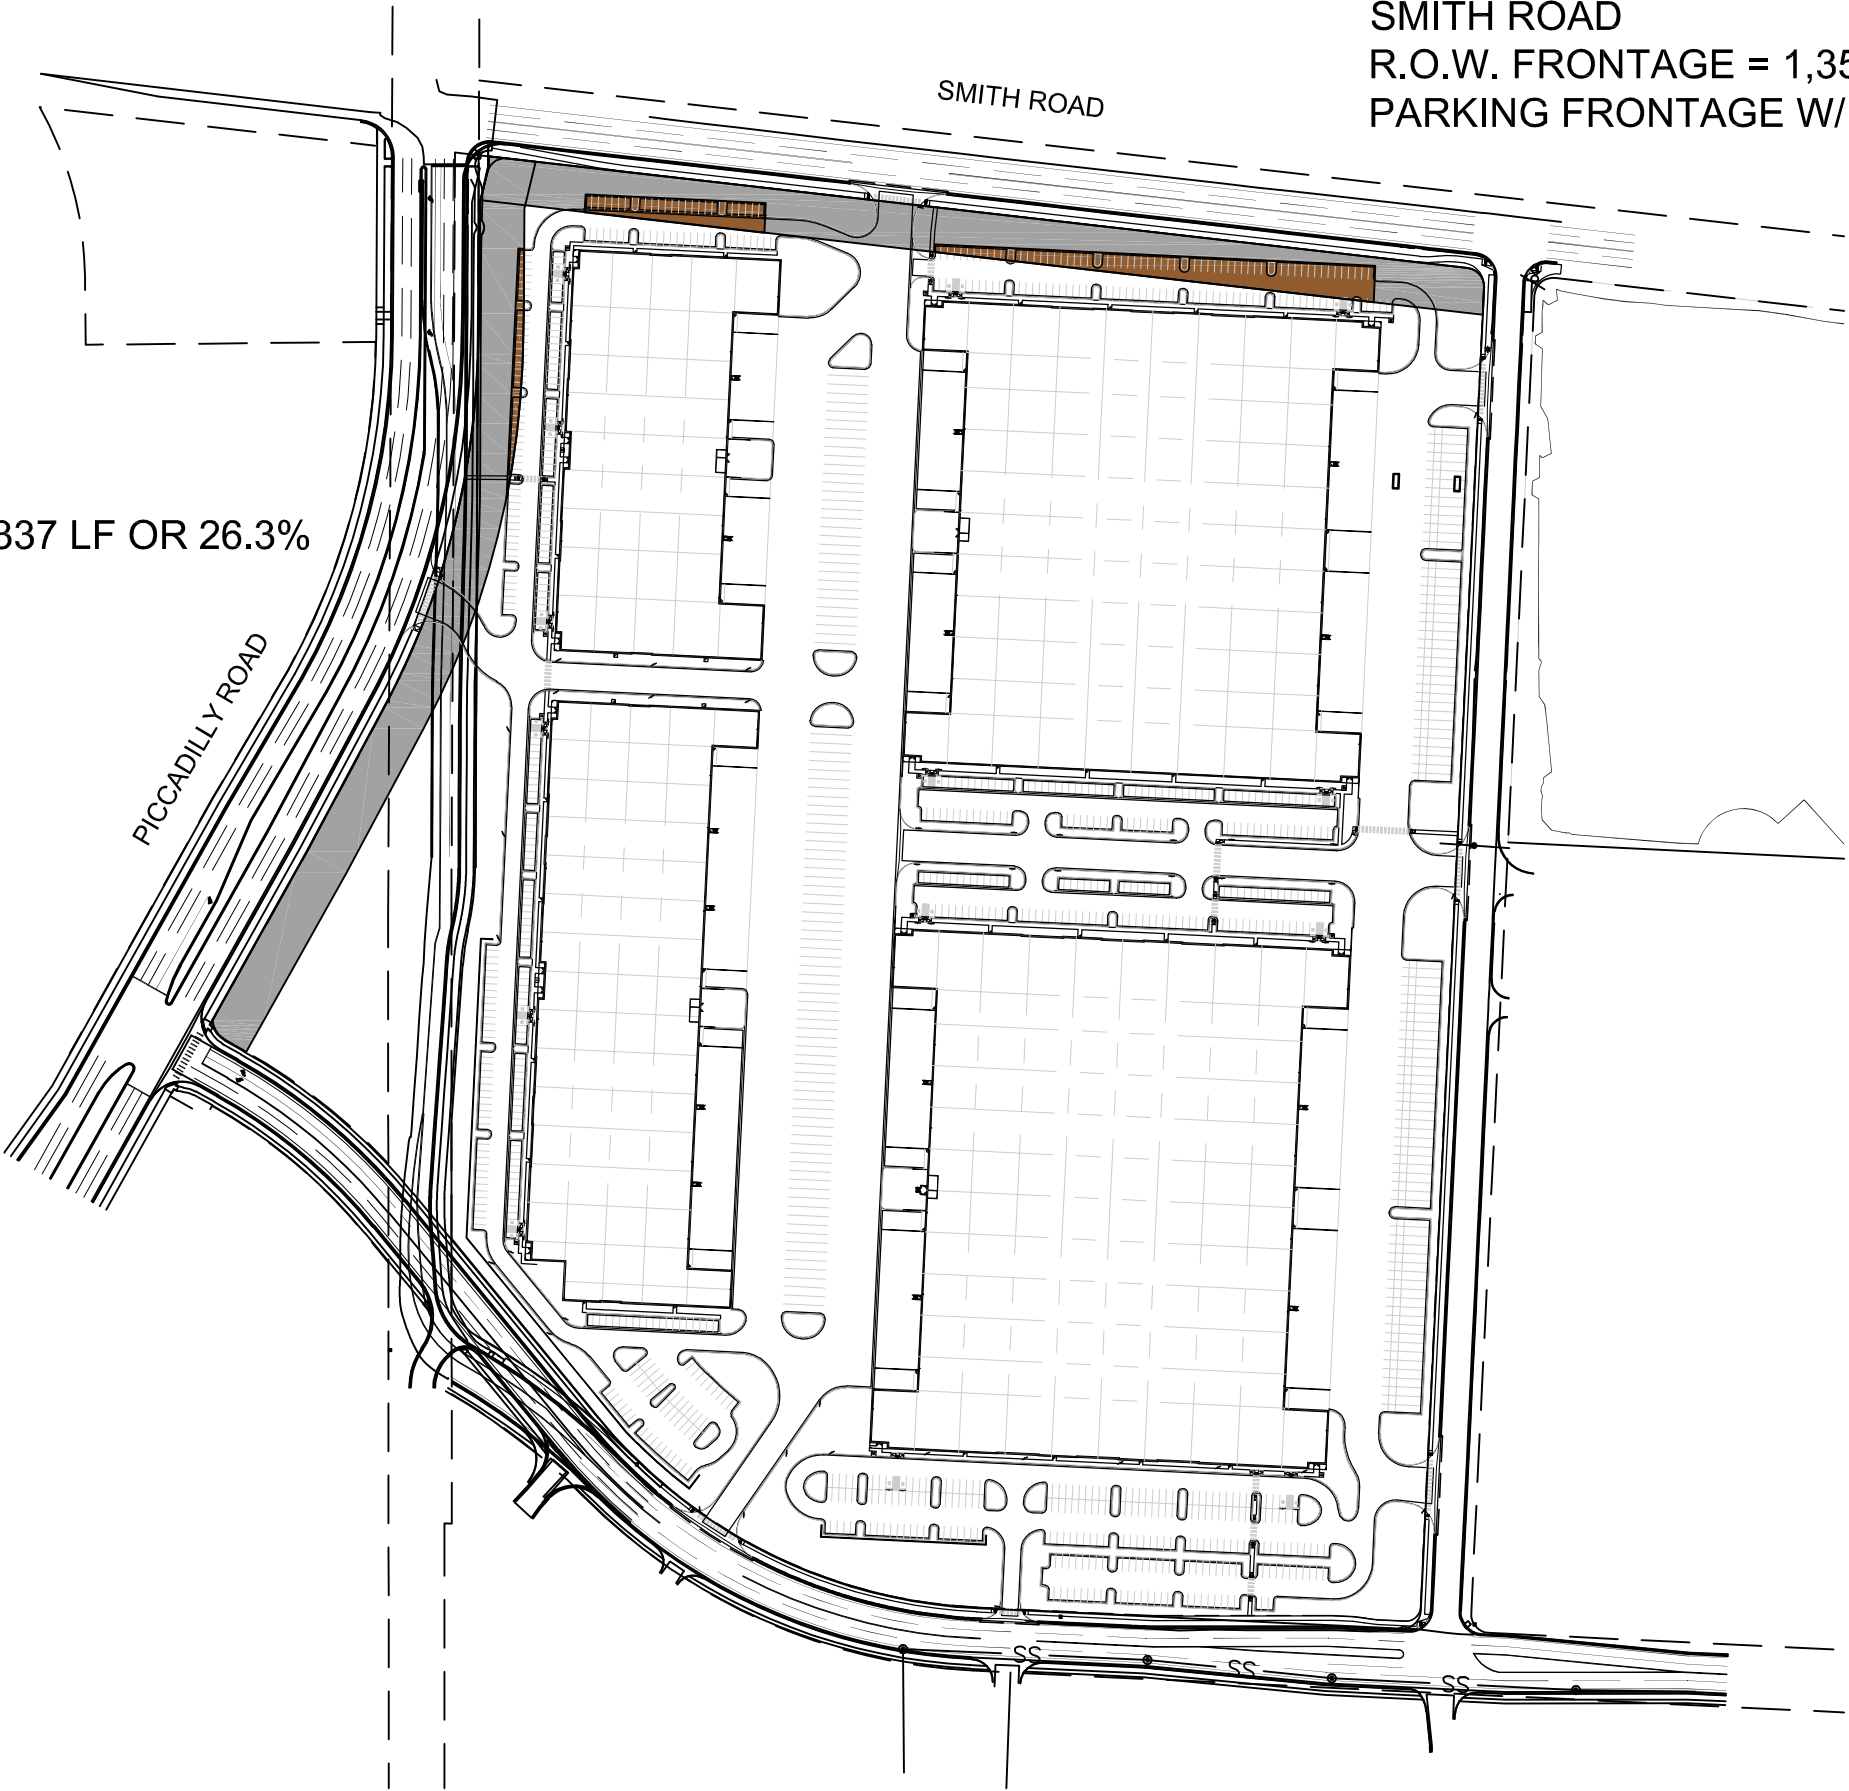 SMITH ROAD
R.O.W. FRONTAGE = 1,35
PARKING FRONTAGE W/
SMITH ROAD
337 LF OR 26.3%
PICCADILLY ROAD
SS
SS
SS